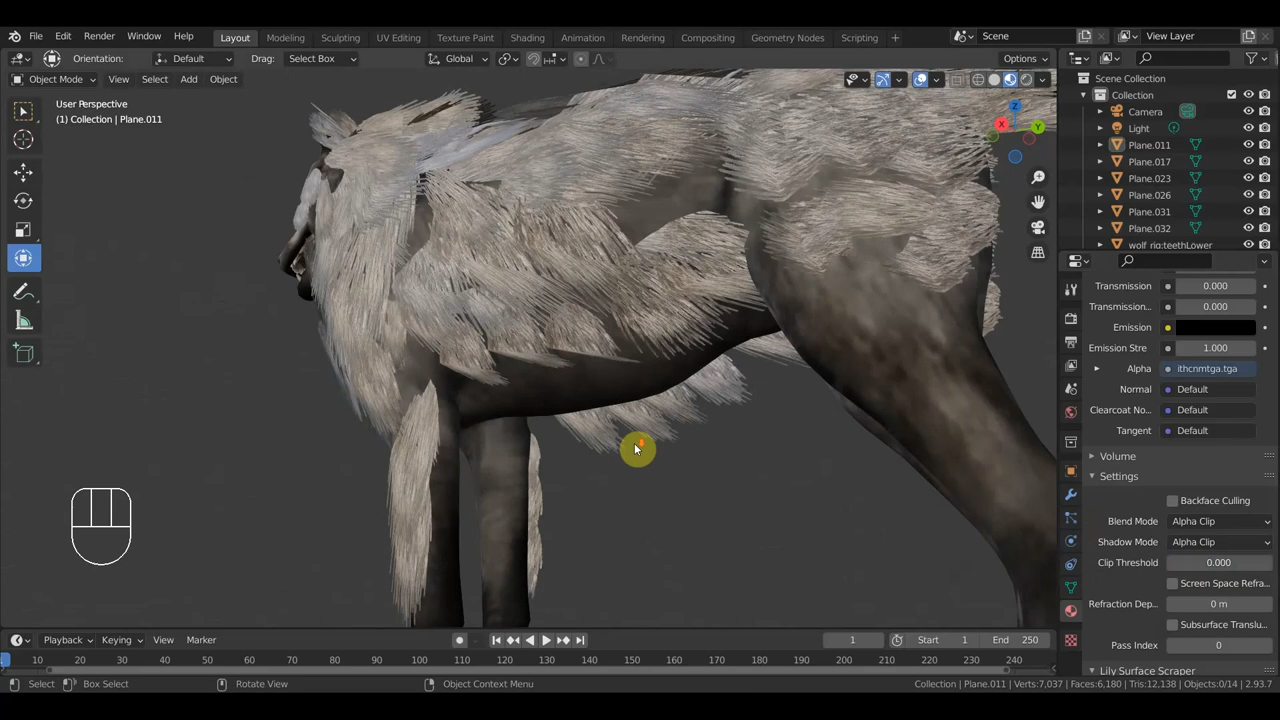 File Edit Render Window Help Layout Modeling Sculpting UV Editing Texture Paint Shading Animation Rendering Compositing Geometry Nodes Scripting + Scene View Layer
Orientation: Default Drag: Select Box Global Options
Object Mode View Select Add Object
User Perspective
(1) Collection | Plane.011
X Y Z
Scene Collection
Collection
Camera
Light
Plane.011
Plane.017
Plane.023
Plane.026
Plane.031
Plane.032
wolf_rig:teethLower
Transmission 0.000
Transmission... 0.000
Emission
Emission Stre 1.000
Alpha ithcnmtga.tga
Normal Default
Clearcoat No... Default
Tangent Default
Volume
Settings
Backface Culling
Blend Mode Alpha Clip
Shadow Mode Alpha Clip
Clip Threshold 0.000
Screen Space Refra...
Refraction Dep... 0 m
Subsurface Translu...
Pass Index 0
Lily Surface Scraper
Playback Keying View Marker 1 Start 1 End 250
10 20 30 40 50 60 70 80 90 100 110 120 130 140 150 160 170 180 190 200 210 220 230 240
Select Box Select Rotate View Object Context Menu Collection | Plane.011 | Verts:7,037 | Faces:6,180 | Tris:12,138 | Objects:0/14 | 2.93.7